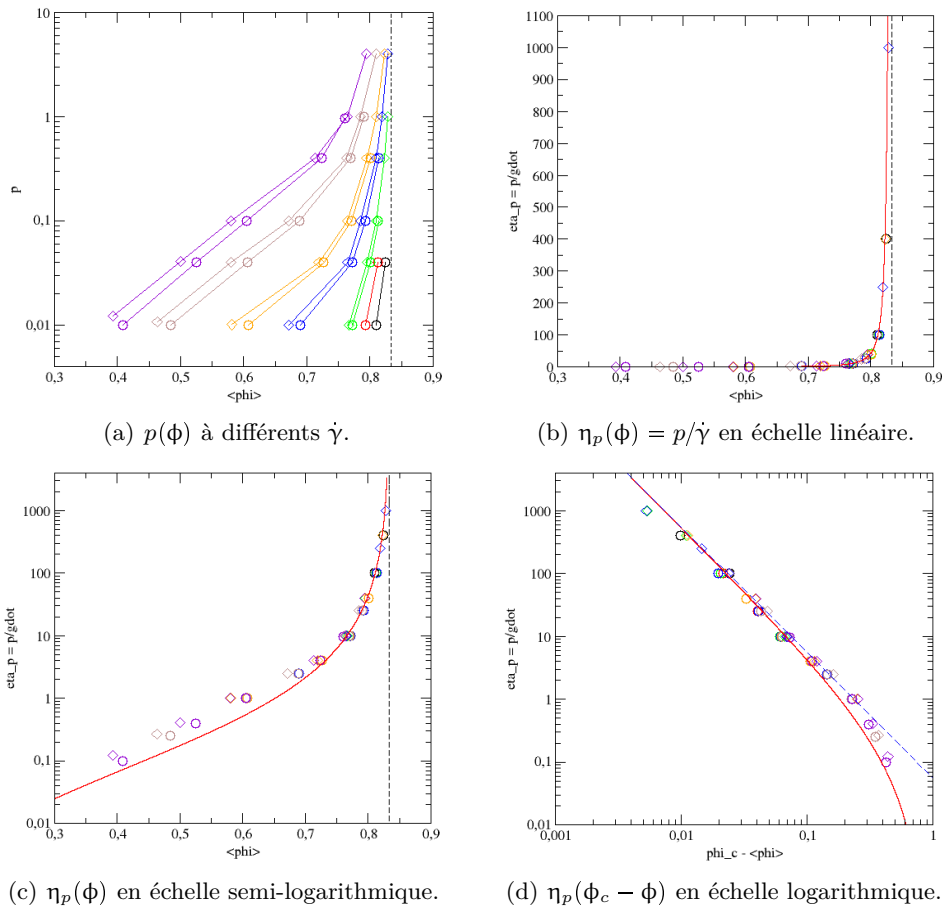 10
1
0,1
0,01
p
0,3 0,4 0,5 0,6 0,7 0,8 0,9
<phi>
(a) p(ϕ) à différents γ̇.
1100
1000
900
800
700
600
500
400
300
200
100
0
eta_p = p/gdot
0,3 0,4 0,5 0,6 0,7 0,8 0,9
<phi>
(b) η_p(ϕ) = p/γ̇ en échelle linéaire.
1000
100
10
1
0,1
0,01
eta_p = p/gdot
0,3 0,4 0,5 0,6 0,7 0,8 0,9
<phi>
(c) η_p(ϕ) en échelle semi-logarithmique.
1000
100
10
1
0,1
0,01
eta_p = p/gdot
0,001 0,01 0,1 1
phi_c - <phi>
(d) η_p(ϕ_c − ϕ) en échelle logarithmique.